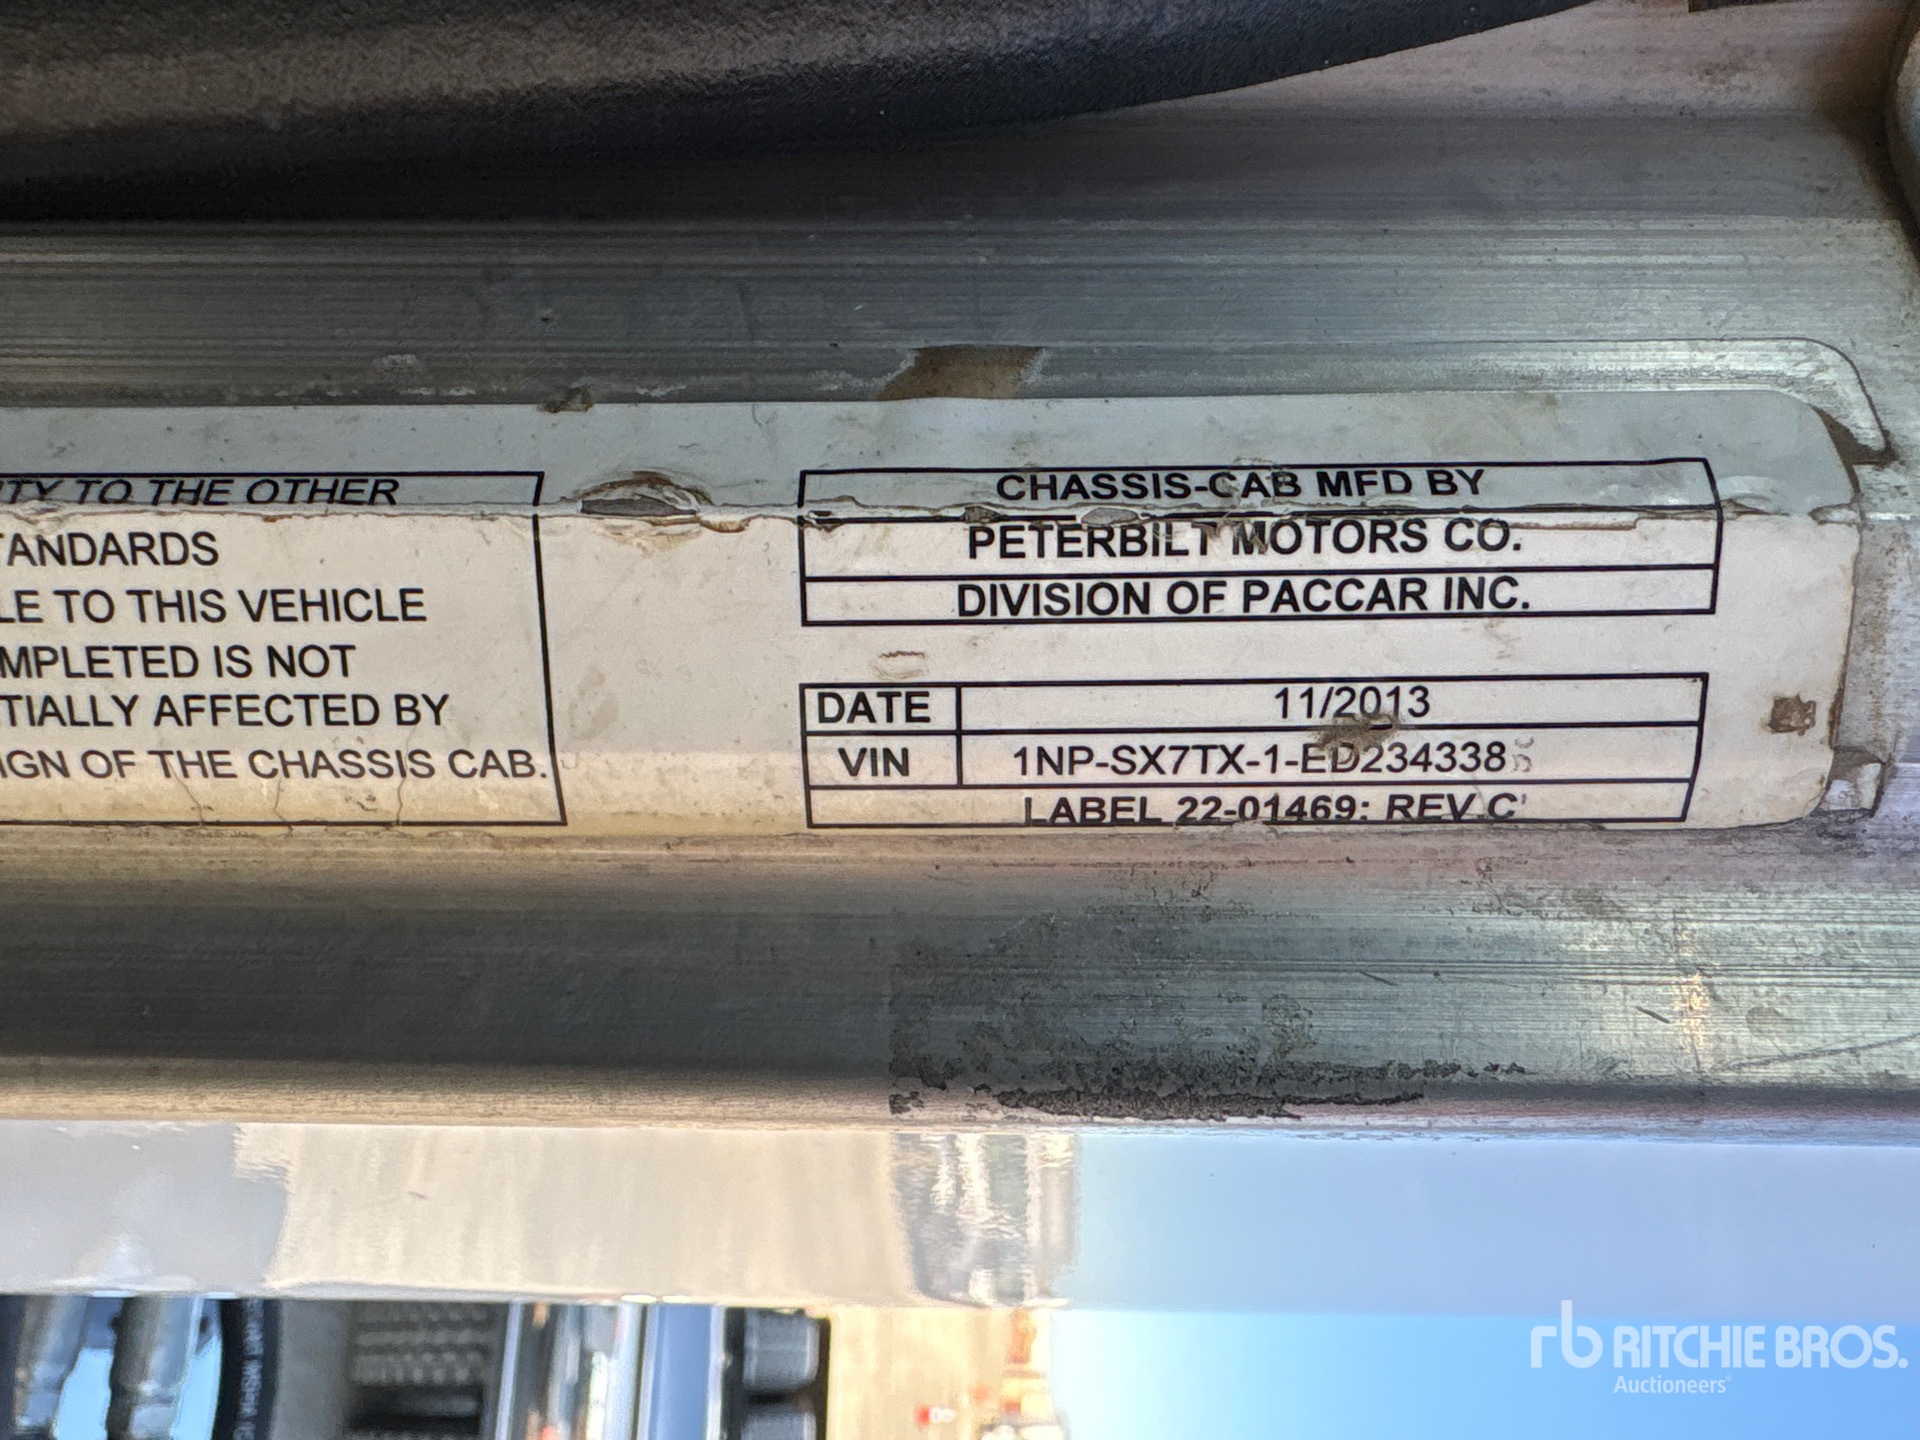 ITY TO THE OTHER
TANDARDS
LE TO THIS VEHICLE
MPLETED IS NOT
TIALLY AFFECTED BY
IGN OF THE CHASSIS CAB.
CHASSIS-CAB MFD BY
PETERBILT MOTORS CO.
DIVISION OF PACCAR INC.
DATE 11/2013
VIN 1NP-SX7TX-1-ED234338
LABEL 22-01469: REV.C
rb RITCHIE BROS.
Auctioneers